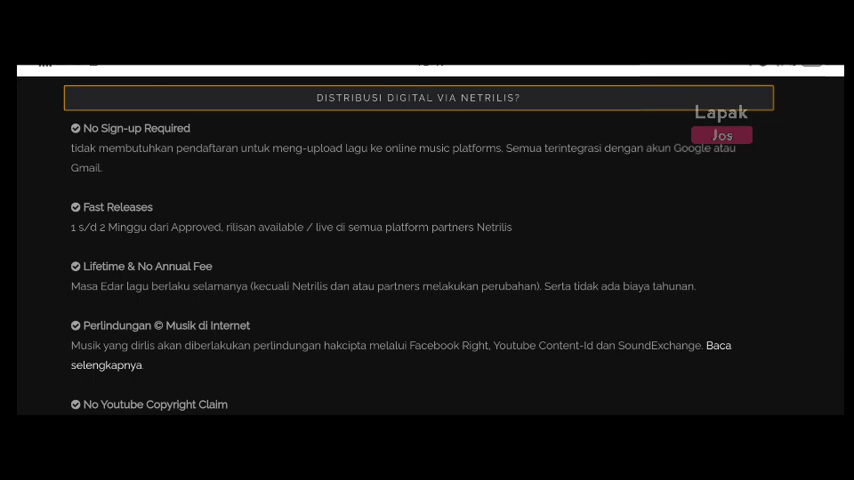 DISTRIBUSI DIGITAL VIA NETRILIS?
Lapak
Jos
No Sign-up Required
tidak membutuhkan pendaftaran untuk meng-upload lagu ke online music platforms. Semua terintegrasi dengan akun Google atau
Gmail.
Fast Releases
1 s/d 2 Minggu dari Approved, rilisan available / live di semua platform partners Netrilis
Lifetime & No Annual Fee
Masa Edar lagu berlaku selamanya (kecuali Netrilis dan atau partners melakukan perubahan). Serta tidak ada biaya tahunan.
Perlindungan © Musik di Internet
Musik yang dirlis akan diberlakukan perlindungan hakcipta melalui Facebook Right, Youtube Content-Id dan SoundExchange. Baca
selengkapnya.
No Youtube Copyright Claim